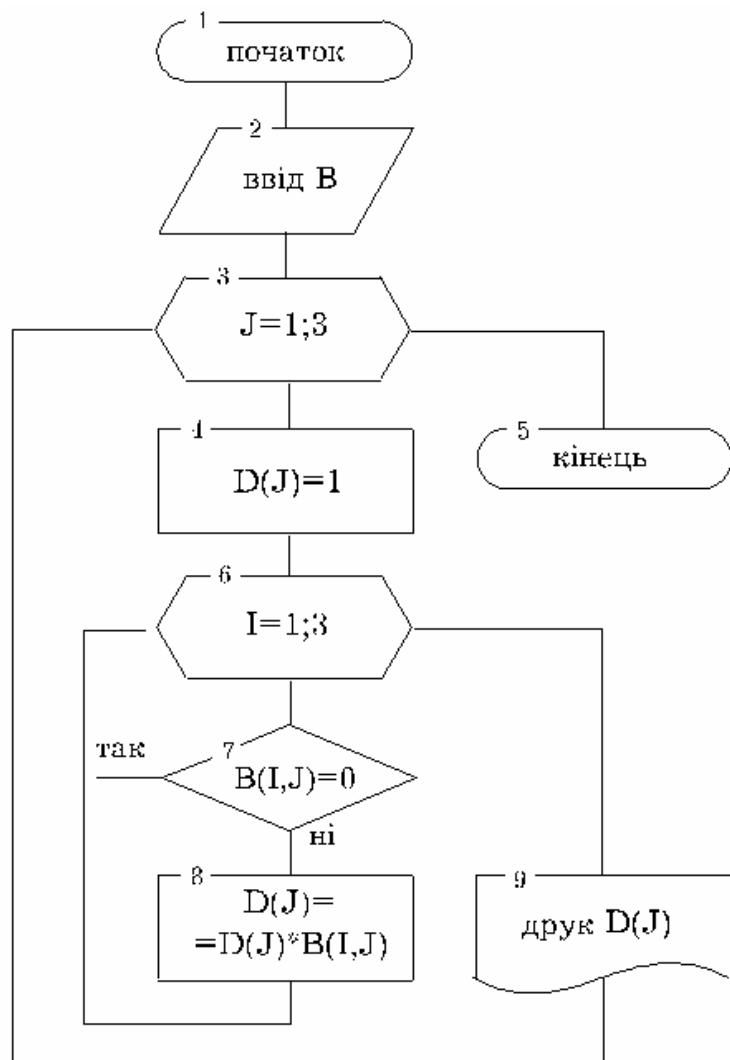 1
початок
2
ввід B
3
J=1;3
4
D(J)=1
5
кінець
6
I=1;3
так
7
B(I,J)=0
ні
8
D(J)=
=D(J)*B(I,J)
9
друк D(J)